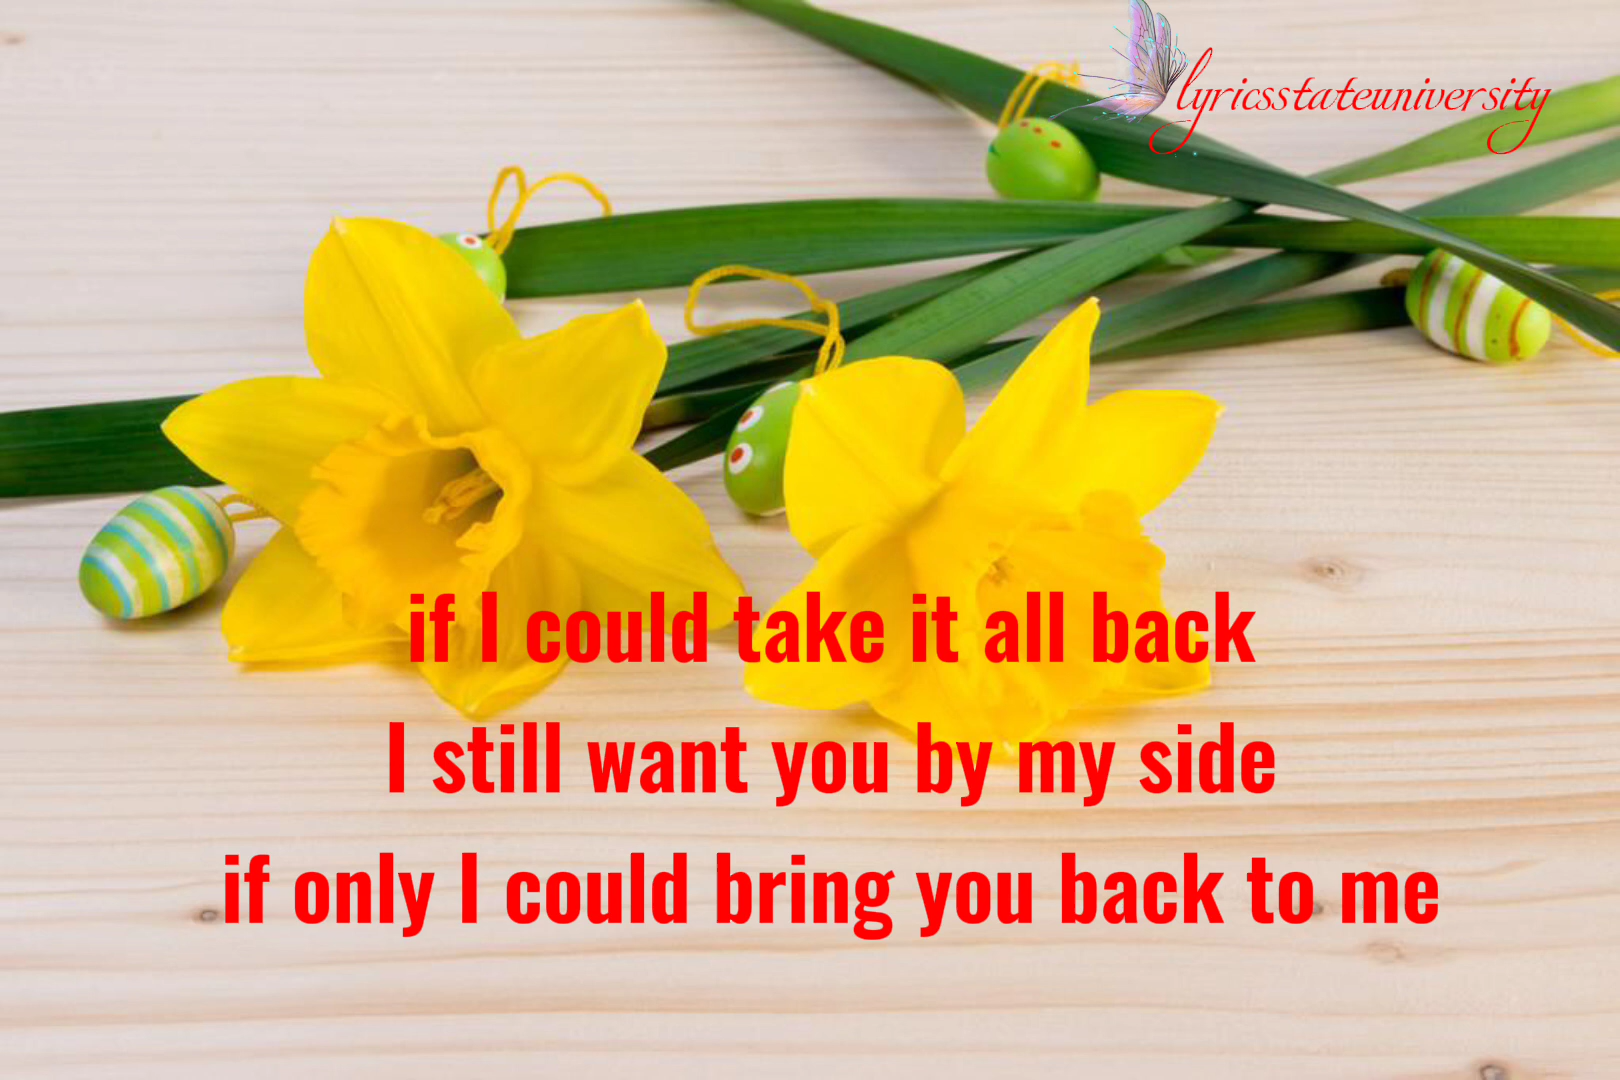 lyricsstateuniversity
if I could take it all back
I still want you by my side
if only I could bring you back to me